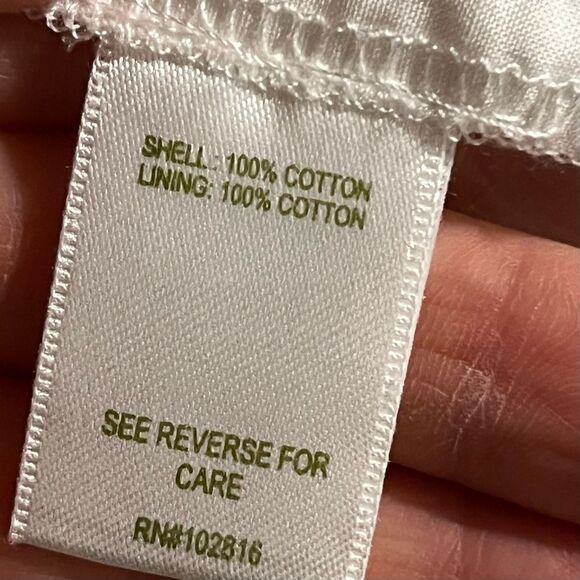 SHELL: 100% COTTON
LINING: 100% COTTON
SEE REVERSE FOR
CARE
RN#102816